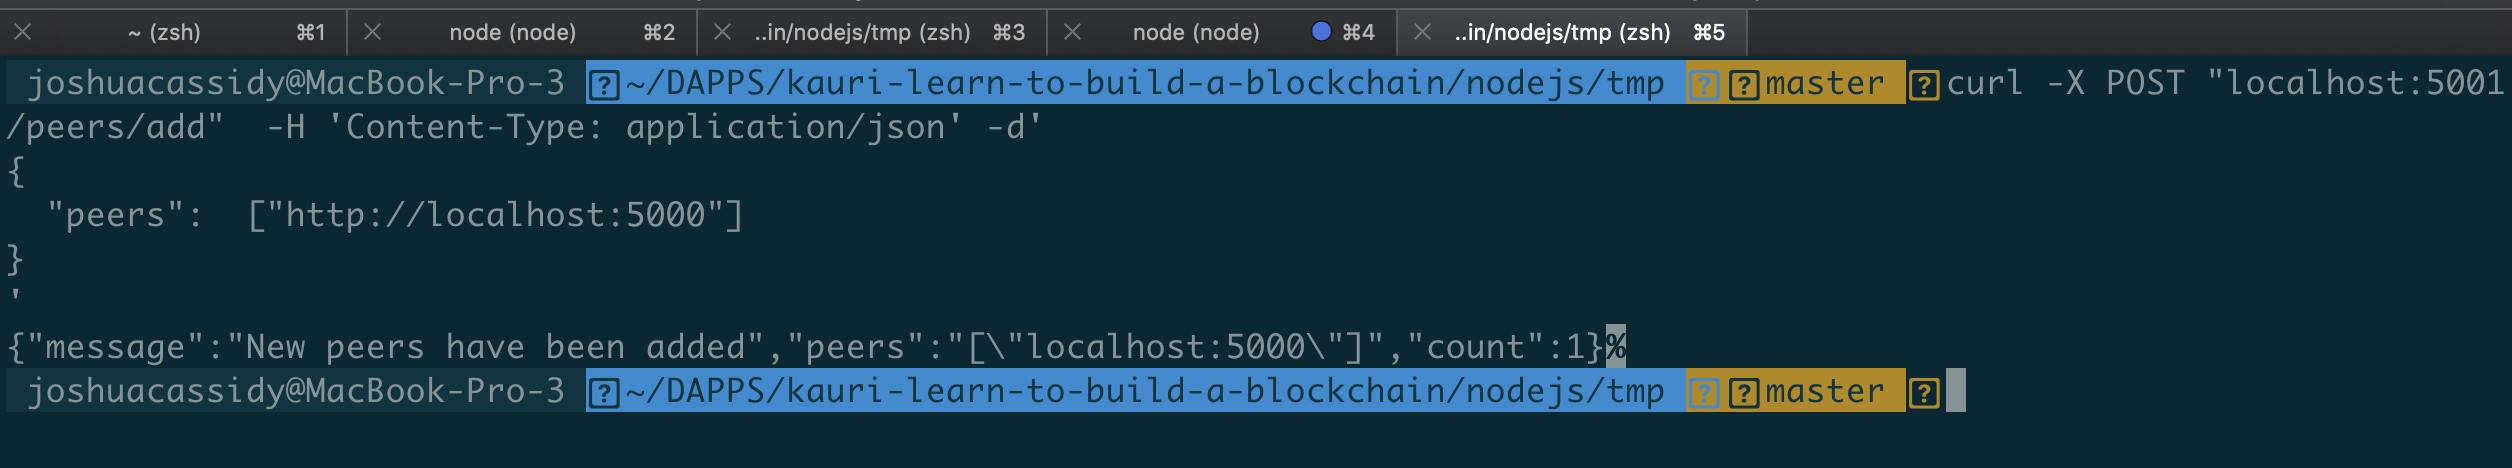 ~ (zsh) ⌘1 node (node) ⌘2 ..in/nodejs/tmp (zsh) ⌘3 node (node) ⌘4 ..in/nodejs/tmp (zsh) ⌘5
joshuacassidy@MacBook-Pro-3 ?~/DAPPS/kauri-learn-to-build-a-blockchain/nodejs/tmp ??master ?curl -X POST "localhost:5001
/peers/add"  -H 'Content-Type: application/json' -d'
{
  "peers":  ["http://localhost:5000"]
}
'
{"message":"New peers have been added","peers":"[\"localhost:5000\"]","count":1}%
joshuacassidy@MacBook-Pro-3 ?~/DAPPS/kauri-learn-to-build-a-blockchain/nodejs/tmp ??master ?